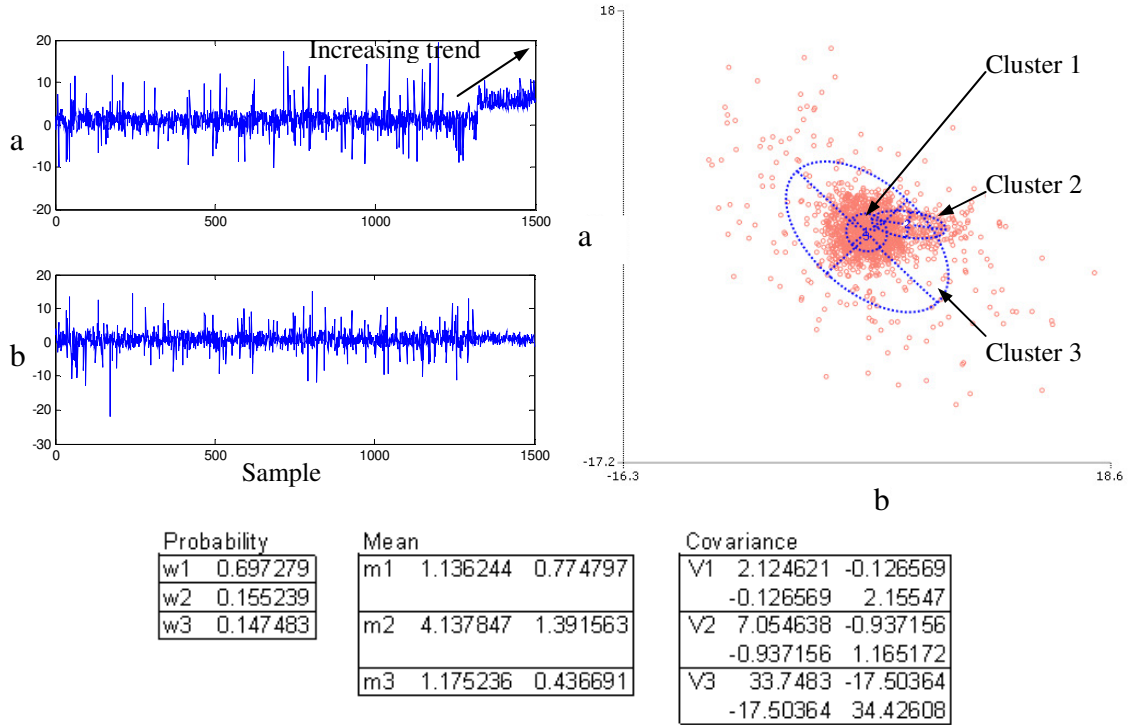 Increasing trend
20
10
0
-10
-20
0
500
1000
1500
a
20
10
0
-10
-20
-30
0
500
1000
1500
b
Sample
18
-17.2
-16.3
18.6
a
b
2
Cluster 1
Cluster 2
Cluster 3
Probability
w1 0.697279
w2 0.155239
w3 0.147483
Mean
m1 1.136244 0.774797
m2 4.137847 1.391563
m3 1.175236 0.436691
Covariance
V1 2.124621 -0.126569
-0.126569 2.15547
V2 7.054638 -0.937156
-0.937156 1.165172
V3 33.7483 -17.50364
-17.50364 34.42608